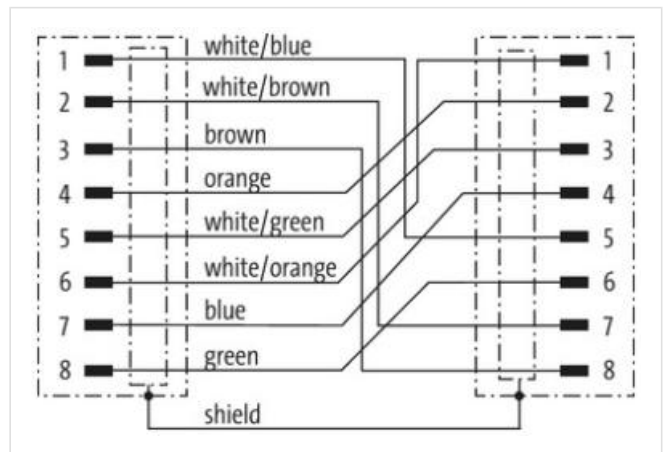 1 white/blue 1
2 white/brown 2
3 brown 3
4 orange 4
5 white/green 5
6 white/orange 6
7 blue 7
8 green 8
shield